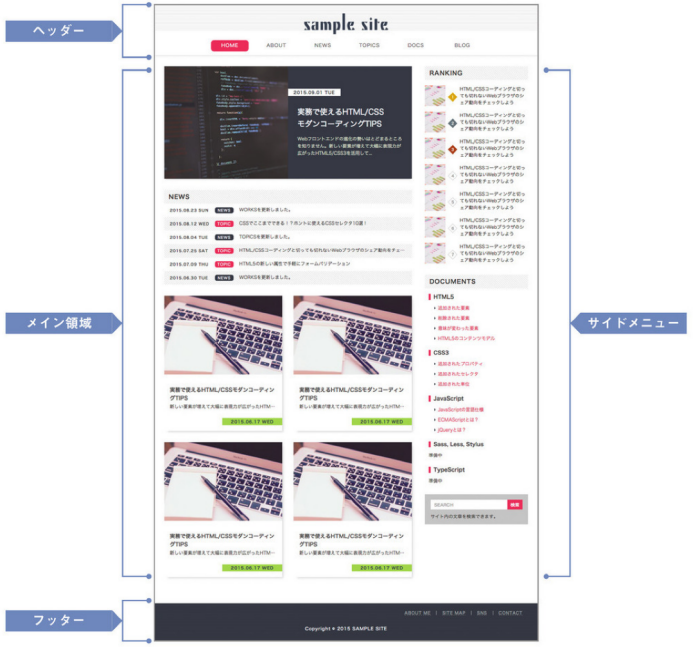 ヘッダー
sample site
HOME ABOUT NEWS TOPICS DOCS BLOG
メイン領域
2015.09.01 TUE
実務で使えるHTML/CSS
モダンコーディングTIPS
Webフロントエンドの進化の勢いはとどまるところ
を知りません。新しい要素が増えて大幅に表現力が
広がったHTML5/CSS3を活用して...
NEWS
2015.08.23 SUN NEWS WORKSを更新しました。
2015.08.12 WED TOPIC CSSでここまでできる!?ホントに使えるCSSセレクタ10選!
2015.08.04 TUE NEWS TOPICSを更新しました。
2015.07.25 SAT TOPIC HTML/CSSコーディングと切っても切れないWebブラウザのシェア動向をチェ…
2015.07.09 THU TOPIC HTML5の新しい属性で手軽にフォームバリデーション
2015.06.30 TUE NEWS WORKSを更新しました。
実務で使えるHTML/CSSモダンコーディン
グTIPS
新しい要素が増えて大幅に表現力が広がったHTM…
2015.06.17 WED
実務で使えるHTML/CSSモダンコーディン
グTIPS
新しい要素が増えて大幅に表現力が広がったHTM…
2015.06.17 WED
実務で使えるHTML/CSSモダンコーディン
グTIPS
新しい要素が増えて大幅に表現力が広がったHTM…
2015.06.17 WED
実務で使えるHTML/CSSモダンコーディン
グTIPS
新しい要素が増えて大幅に表現力が広がったHTM…
2015.06.17 WED
サイドメニュー
RANKING
1
HTML/CSSコーディングと切っ
ても切れないWebブラウザのシ
ェア動向をチェックしよう
2
HTML/CSSコーディングと切っ
ても切れないWebブラウザのシ
ェア動向をチェックしよう
3
HTML/CSSコーディングと切っ
ても切れないWebブラウザのシ
ェア動向をチェックしよう
4
HTML/CSSコーディングと切っ
ても切れないWebブラウザのシ
ェア動向をチェックしよう
5
HTML/CSSコーディングと切っ
ても切れないWebブラウザのシ
ェア動向をチェックしよう
6
HTML/CSSコーディングと切っ
ても切れないWebブラウザのシ
ェア動向をチェックしよう
7
HTML/CSSコーディングと切っ
ても切れないWebブラウザのシ
ェア動向をチェックしよう
DOCUMENTS
HTML5
追加された要素
削除された要素
意味が変わった要素
HTML5のコンテンツモデル
CSS3
追加されたプロパティ
追加されたセレクタ
追加された単位
JavaScript
JavaScriptの言語仕様
ECMAScriptとは?
jQueryとは?
Sass, Less, Stylus
準備中
TypeScript
準備中
SEARCH 検索
サイト内の文章を検索できます。
フッター
ABOUT ME | SITE MAP | SNS | CONTACT
Copyright © 2015 SAMPLE SITE